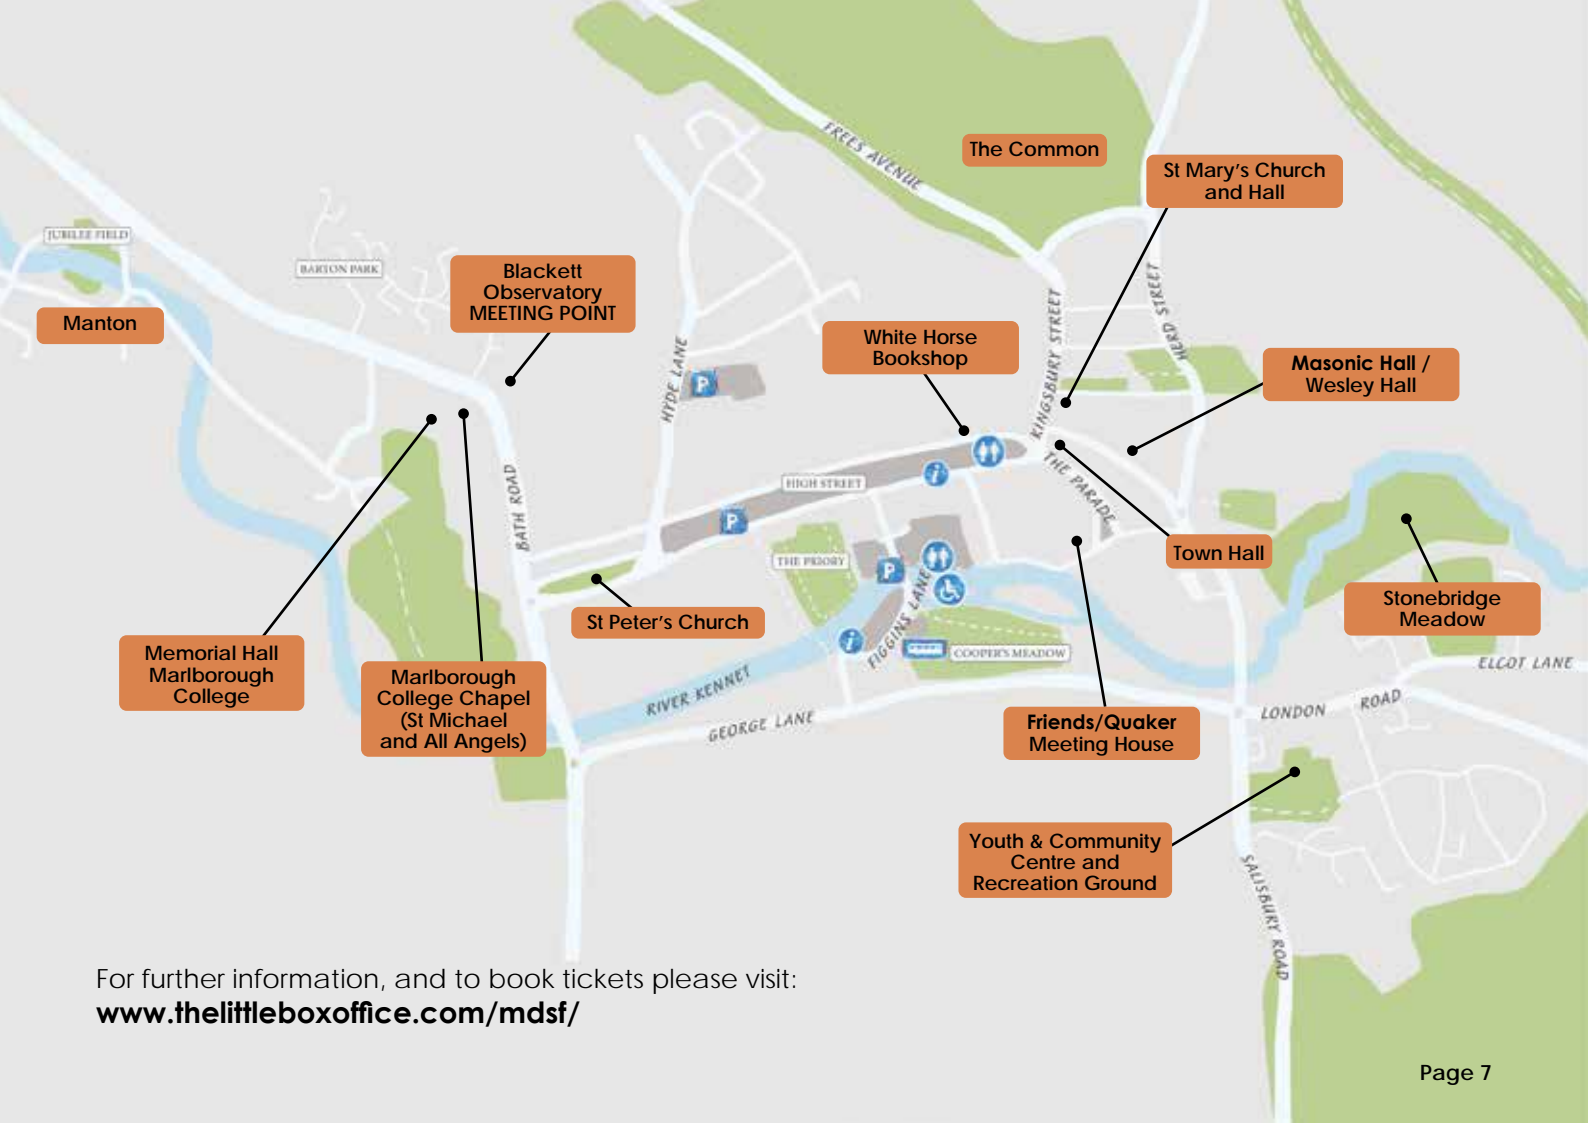 The Common
FREES AVENUE
St Mary's Church
and Hall
JUBILEE FIELD
BARTON PARK
Blackett
Observatory
MEETING POINT
Manton
White Horse
Bookshop
HYDE LANE
KINGSBURY STREET
HERD STREET
Masonic Hall /
Wesley Hall
P
HIGH STREET
i
P
THE PARADE
BATH ROAD
Town Hall
THE PRIORY
P
FIGGINS LANE
St Peter's Church
Stonebridge
Meadow
i
COOPER'S MEADOW
ELCOT LANE
Memorial Hall
Marlborough
College
Marlborough
College Chapel
(St Michael
and All Angels)
RIVER KENNET
GEORGE LANE
LONDON ROAD
Friends/Quaker
Meeting House
Youth & Community
Centre and
Recreation Ground
SALISBURY ROAD
For further information, and to book tickets please visit:
www.thelittleboxoffice.com/mdsf/
Page 7